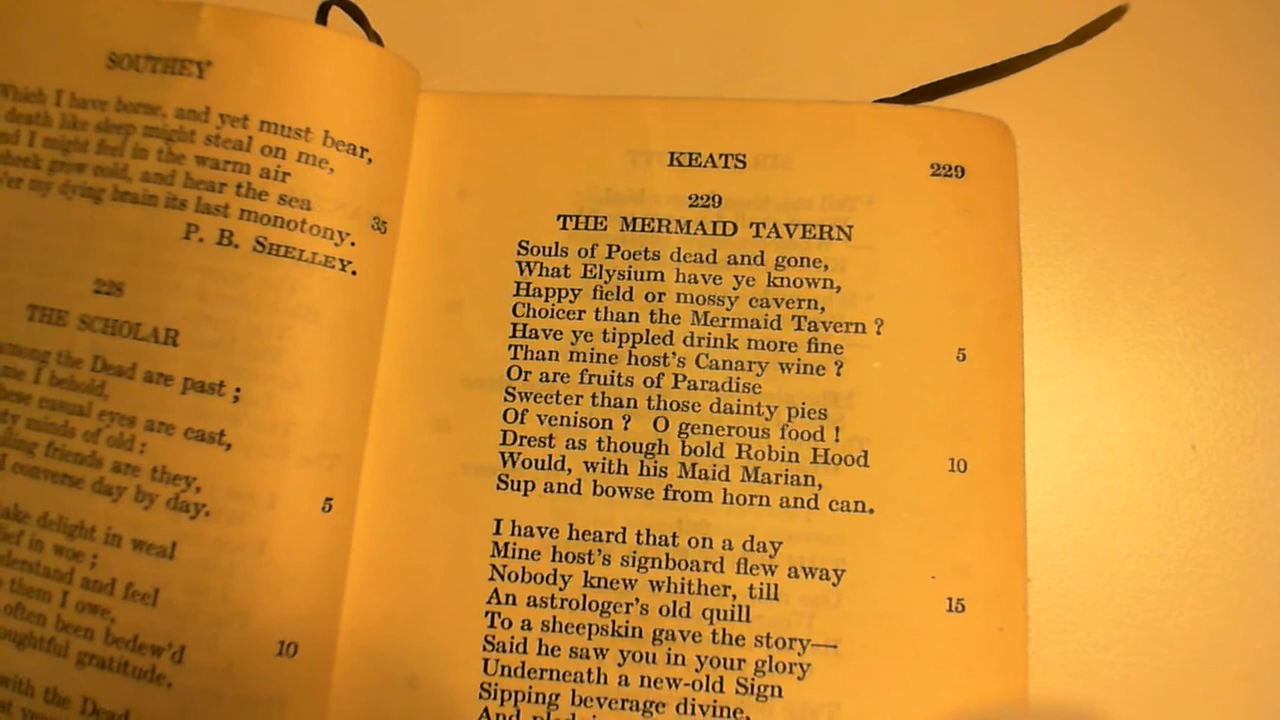 SOUTHEY
Which I have borne, and yet must bear,
death like sleep might steal on me,
I might feel in the warm air
cheek grow cold, and hear the sea
my dying brain its last monotony. 35
P. B. SHELLEY.
228
THE SCHOLAR
among the Dead are past ;
me I behold,
these casual eyes are cast,
minds of old :
friends are they,
converse day by day. 5
take delight in weal
in woe ;
understand and feel
them I owe,
often been bedew'd 10
thoughtful gratitude.
with the Dead
KEATS 229
229
THE MERMAID TAVERN
Souls of Poets dead and gone,
What Elysium have ye known,
Happy field or mossy cavern,
Choicer than the Mermaid Tavern ?
Have ye tippled drink more fine 5
Than mine host's Canary wine ?
Or are fruits of Paradise
Sweeter than those dainty pies
Of venison ? O generous food !
Drest as though bold Robin Hood 10
Would, with his Maid Marian,
Sup and bowse from horn and can.
I have heard that on a day
Mine host's signboard flew away
Nobody knew whither, till 15
An astrologer's old quill
To a sheepskin gave the story—
Said he saw you in your glory
Underneath a new-old Sign
Sipping beverage divine,
And